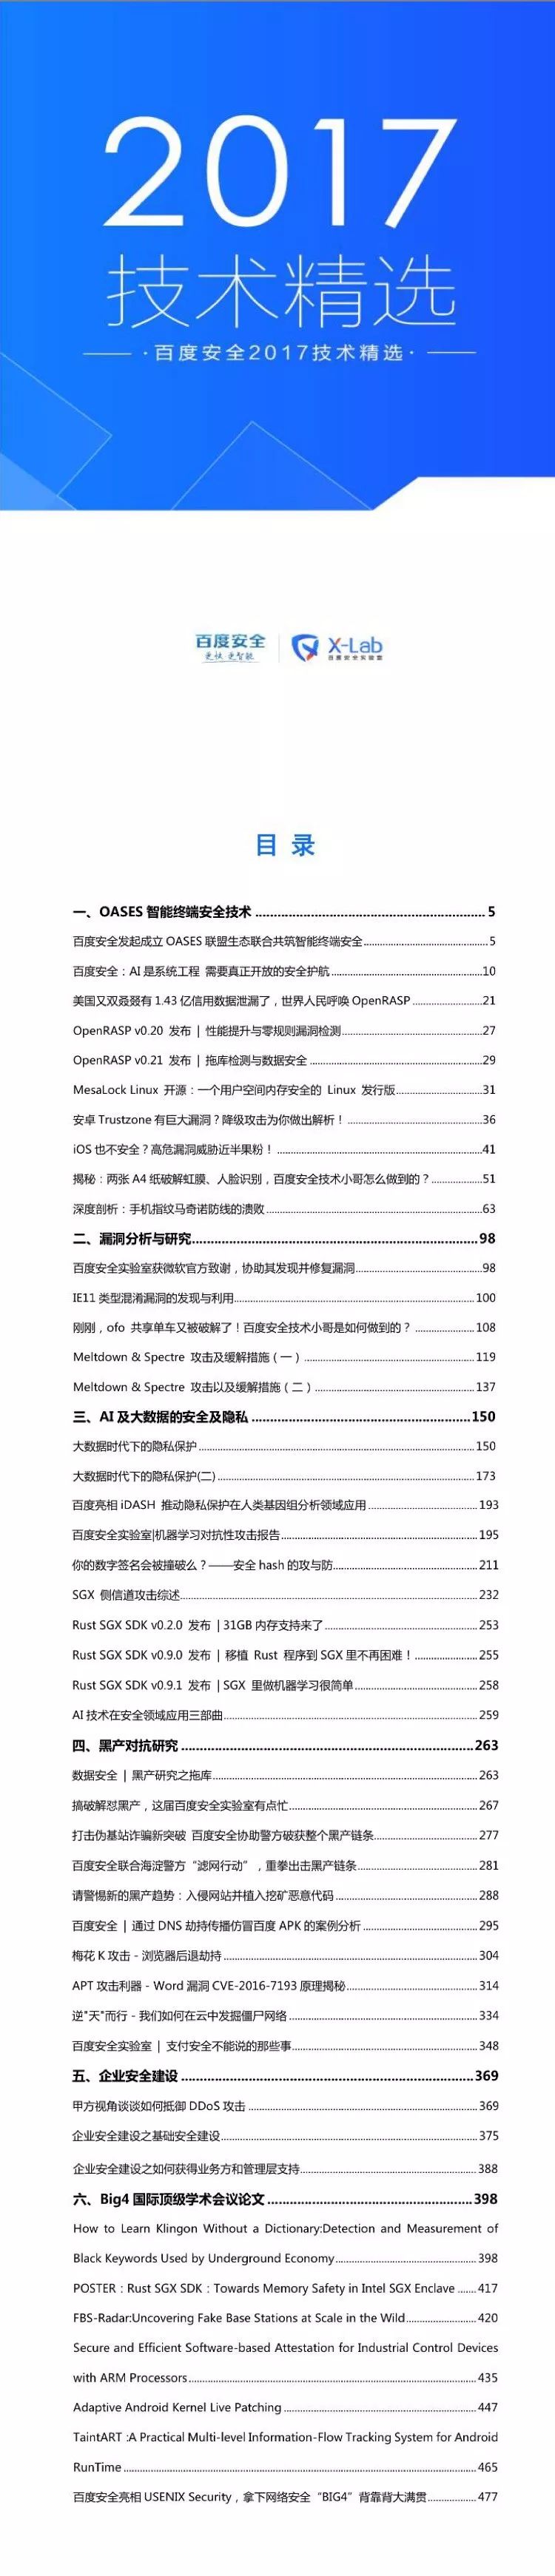 2017
技术精选
·百度安全2017技术精选·
百度安全
更快 更智能
X-Lab
百度安全实验室
目 录
一、OASES 智能终端安全技术 ........ 5
百度安全发起成立 OASES 联盟生态联合共筑智能终端安全........ 5
百度安全：AI 是系统工程 需要真正开放的安全护航........ 10
美国又双叒叕有 1.43 亿信用数据泄漏了，世界人民呼唤 OpenRASP ........ 21
OpenRASP v0.20 发布 | 性能提升与零规则漏洞检测........ 27
OpenRASP v0.21 发布 | 拖库检测与数据安全 ........ 29
MesaLock Linux 开源：一个用户空间内存安全的 Linux 发行版........ 31
安卓 Trustzone 有巨大漏洞？降级攻击为你做出解析！ ........ 36
iOS 也不安全？高危漏洞威胁近半果粉！ ........ 41
揭秘：两张 A4 纸破解虹膜、人脸识别，百度安全技术小哥怎么做到的？........ 51
深度剖析：手机指纹马奇诺防线的溃败 ........ 63
二、漏洞分析与研究........ 98
百度安全实验室获微软官方致谢，协助其发现并修复漏洞........ 98
IE11 类型混淆漏洞的发现与利用........ 100
刚刚，ofo 共享单车又被破解了！百度安全技术小哥是如何做到的？ ........ 108
Meltdown & Spectre 攻击及缓解措施（一）........ 119
Meltdown & Spectre 攻击以及缓解措施（二）........ 137
三、AI 及大数据的安全及隐私 ........ 150
大数据时代下的隐私保护 ........ 150
大数据时代下的隐私保护(二) ........ 173
百度亮相 iDASH 推动隐私保护在人类基因组分析领域应用 ........ 193
百度安全实验室|机器学习对抗性攻击报告........ 195
你的数字签名会被撞破么？——安全 hash 的攻与防........ 211
SGX 侧信道攻击综述........ 232
Rust SGX SDK v0.2.0 发布 | 31GB 内存支持来了........ 253
Rust SGX SDK v0.9.0 发布 | 移植 Rust 程序到 SGX 里不再困难！........ 255
Rust SGX SDK v0.9.1 发布 | SGX 里做机器学习很简单........ 258
AI 技术在安全领域应用三部曲........ 259
四、黑产对抗研究 ........ 263
数据安全 | 黑产研究之拖库........ 263
搞破解怼黑产，这届百度安全实验室有点忙........ 267
打击伪基站诈骗新突破 百度安全协助警方破获整个黑产链条........ 277
百度安全联合海淀警方“滤网行动”，重拳出击黑产链条........ 281
请警惕新的黑产趋势：入侵网站并植入挖矿恶意代码 ........ 288
百度安全 | 通过 DNS 劫持传播仿冒百度 APK 的案例分析 ........ 295
梅花 K 攻击 - 浏览器后退劫持 ........ 304
APT 攻击利器 - Word 漏洞 CVE-2016-7193 原理揭秘........ 314
逆"天"而行 - 我们如何在云中发掘僵尸网络 ........ 334
百度安全实验室 | 支付安全不能说的那些事........ 348
五、企业安全建设 ........ 369
甲方视角谈谈如何抵御 DDoS 攻击 ........ 369
企业安全建设之基础安全建设........ 375
企业安全建设之如何获得业务方和管理层支持........ 388
六、Big4 国际顶级学术会议论文 ........ 398
How to Learn Klingon Without a Dictionary:Detection and Measurement of
Black Keywords Used by Underground Economy........ 398
POSTER：Rust SGX SDK：Towards Memory Safety in Intel SGX Enclave ...... 417
FBS-Radar:Uncovering Fake Base Stations at Scale in the Wild........ 420
Secure and Efficient Software-based Attestation for Industrial Control Devices
with ARM Processors........ 435
Adaptive Android Kernel Live Patching ........ 447
TaintART :A Practical Multi-level Information-Flow Tracking System for Android
RunTime ........ 465
百度安全亮相 USENIX Security，拿下网络安全“BIG4”背靠背大满贯........ 477